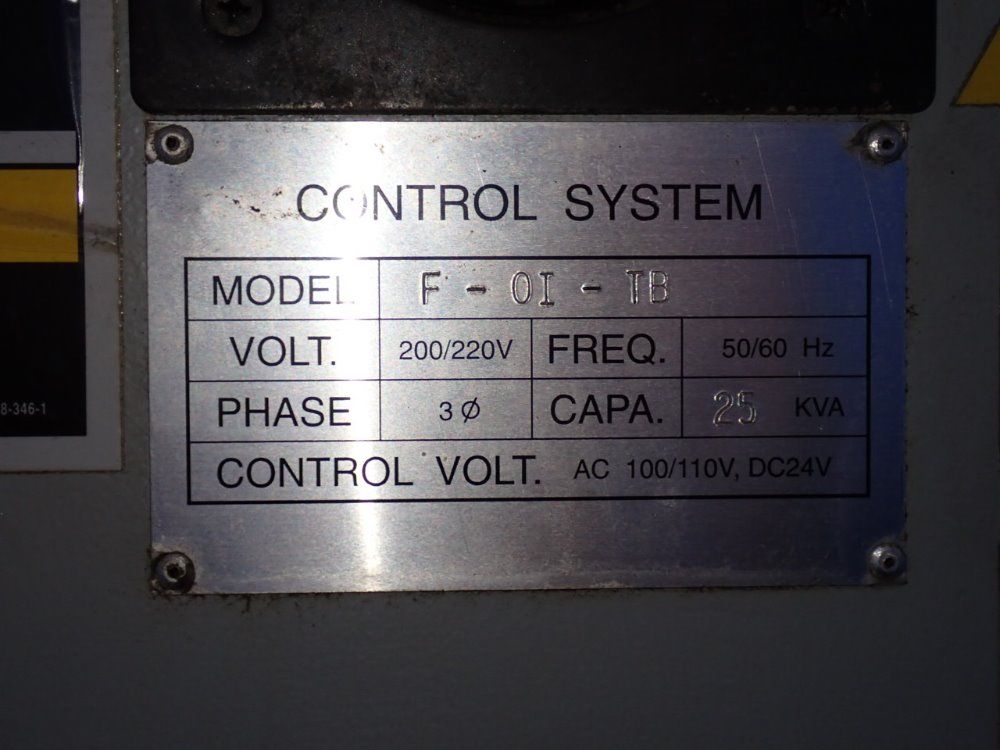 CONTROL SYSTEM
MODEL F - 0I - TB
VOLT. 200/220V FREQ. 50/60 Hz
PHASE 3Ø CAPA. 25 KVA
CONTROL VOLT. AC 100/110V, DC24V
8-346-1